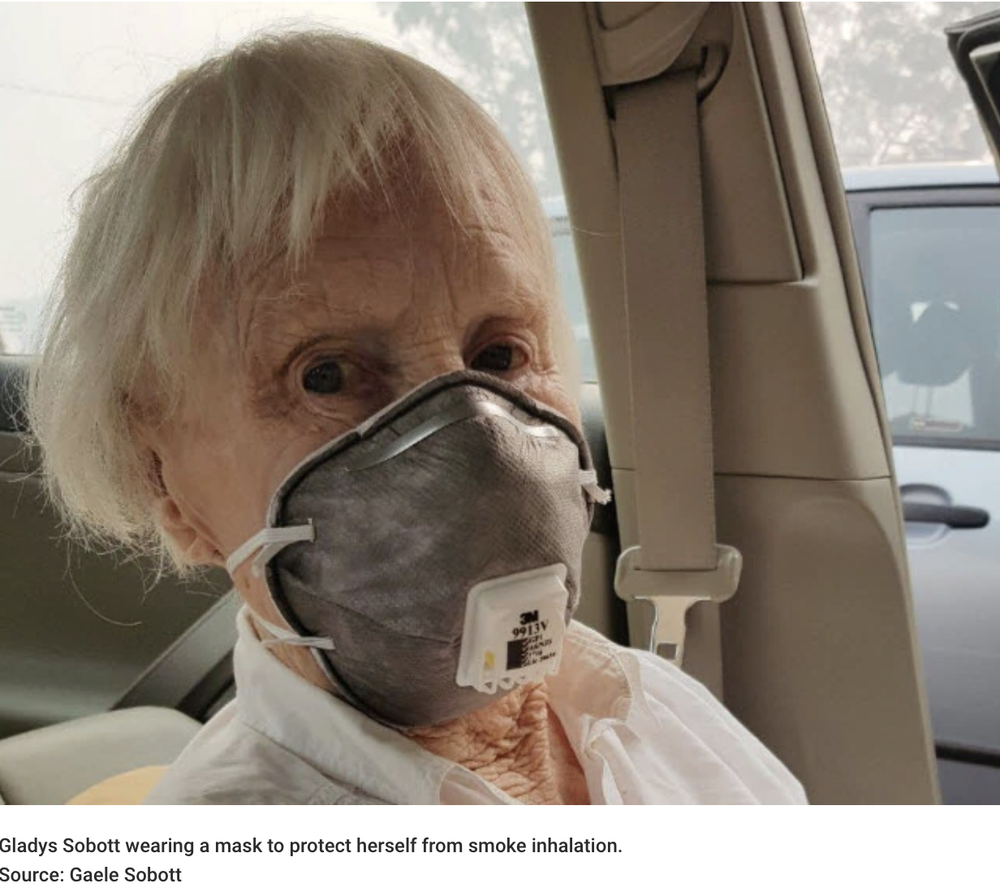 3M
9913V
Gladys Sobott wearing a mask to protect herself from smoke inhalation.
Source: Gaele Sobott